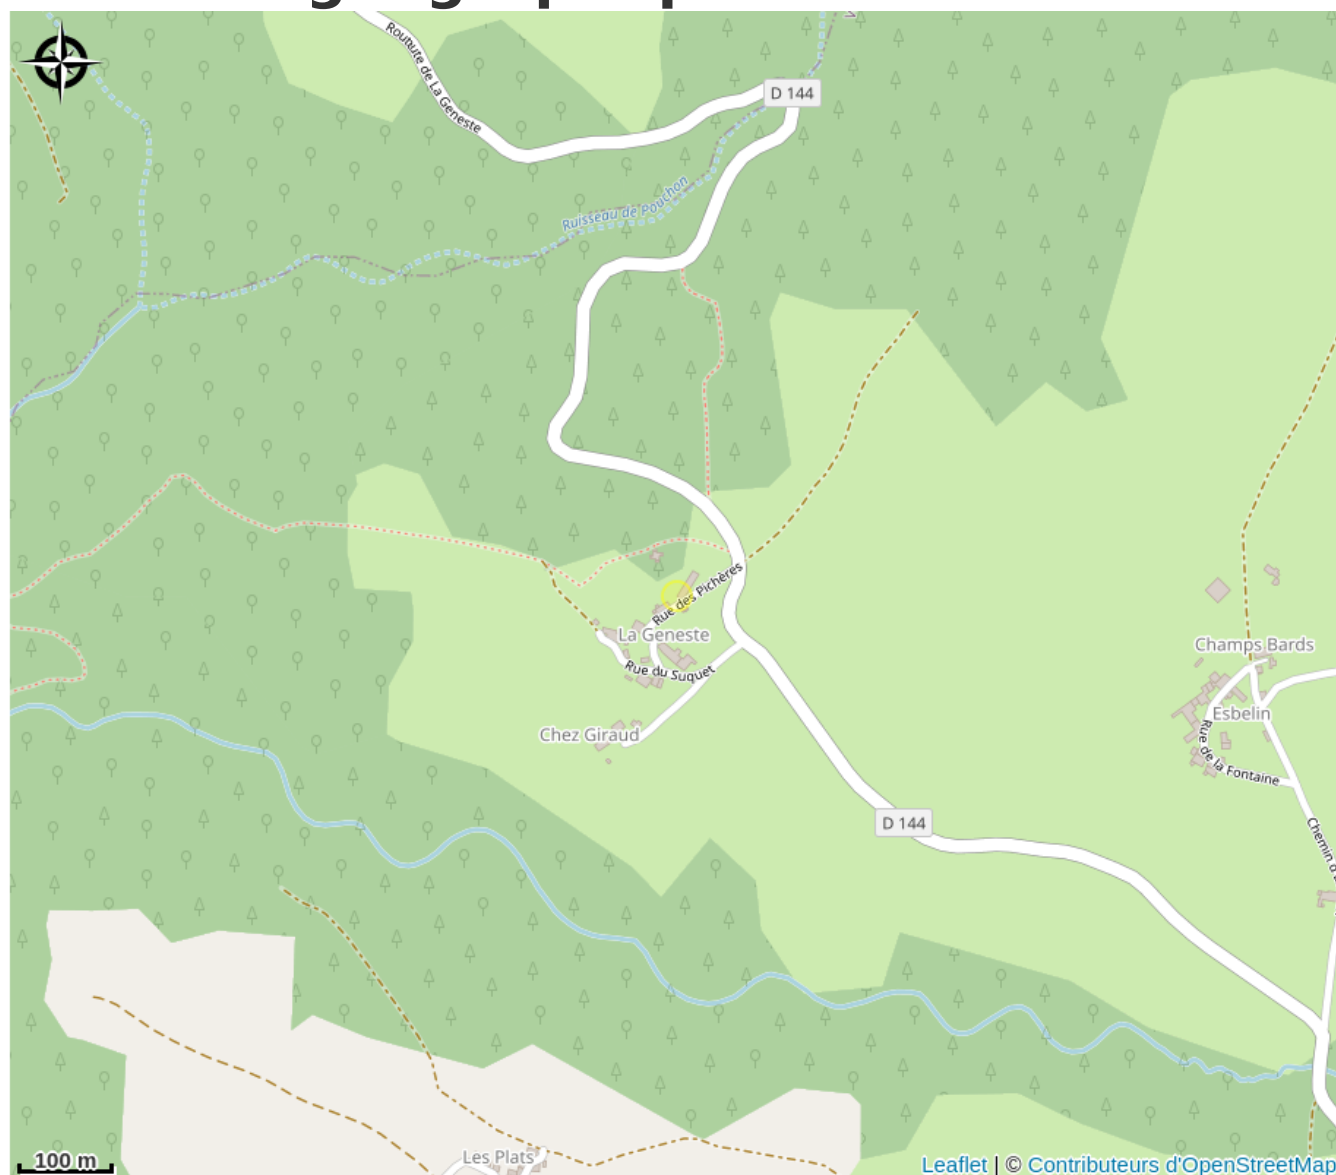 Routoute de La Geneste
D 144
Ruisseau de Pouchon
Rue des Pichères
La Geneste
Rue du Suquet
Chez Giraud
Champs Bards
Esbelin
Rue de la Fontaine
D 144
Chemin d'
Les Plats
100 m
Leaflet | © Contributeurs d'OpenStreetMap